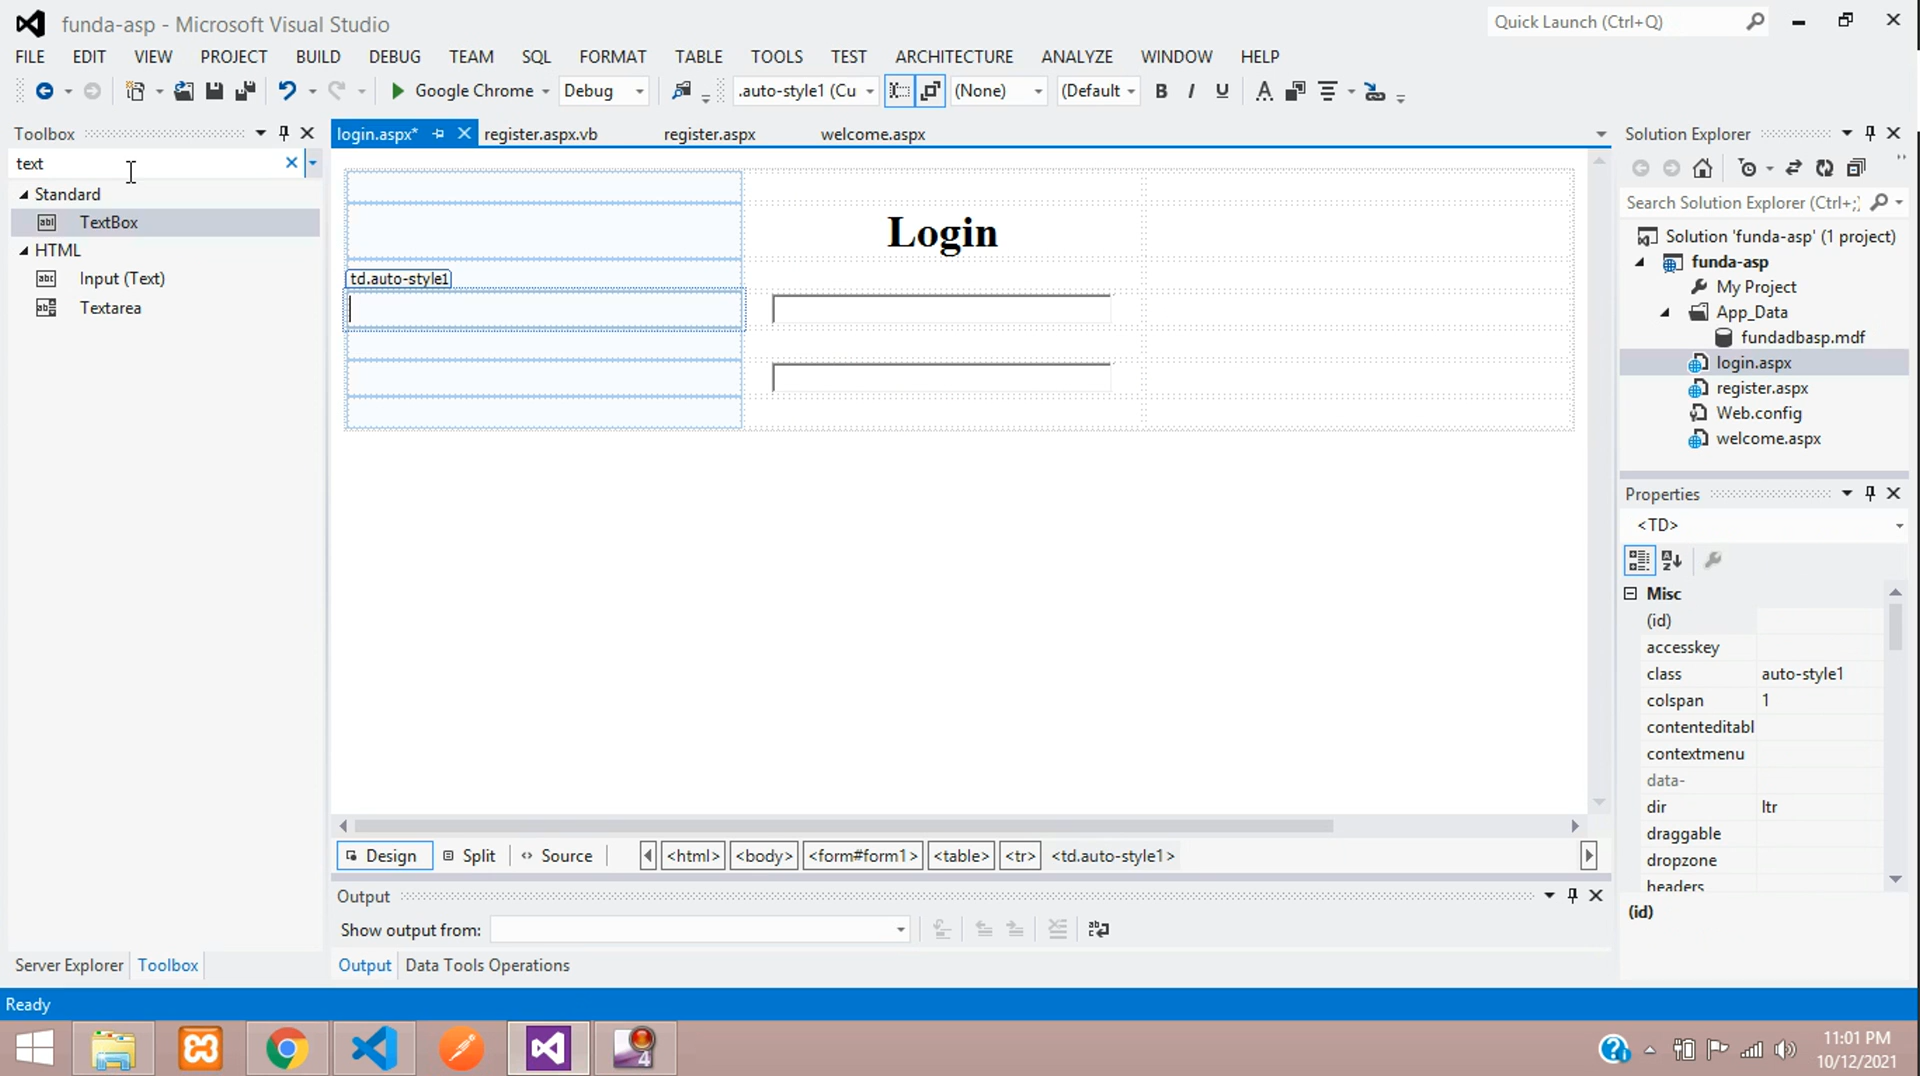 funda-asp - Microsoft Visual Studio
Quick Launch (Ctrl+Q)
FILE EDIT VIEW PROJECT BUILD DEBUG TEAM SQL FORMAT TABLE TOOLS TEST ARCHITECTURE ANALYZE WINDOW HELP
Google Chrome Debug .auto-style1 (Cu (None) (Default B I U A
Toolbox
login.aspx* register.aspx.vb register.aspx welcome.aspx
Solution Explorer
text
Standard
TextBox
HTML
Input (Text)
Textarea
Login
td.auto-style1
Search Solution Explorer (Ctrl+;)
Solution 'funda-asp' (1 project)
funda-asp
My Project
App_Data
fundadbasp.mdf
login.aspx
register.aspx
Web.config
welcome.aspx
Properties
<TD>
Misc
(id)
accesskey
class auto-style1
colspan 1
contenteditabl
contextmenu
data-
dir ltr
draggable
dropzone
headers
(id)
Design Split Source <html> <body> <form#form1> <table> <tr> <td.auto-style1>
Output
Show output from:
Server Explorer Toolbox
Output Data Tools Operations
Ready
4
11:01 PM
10/12/2021